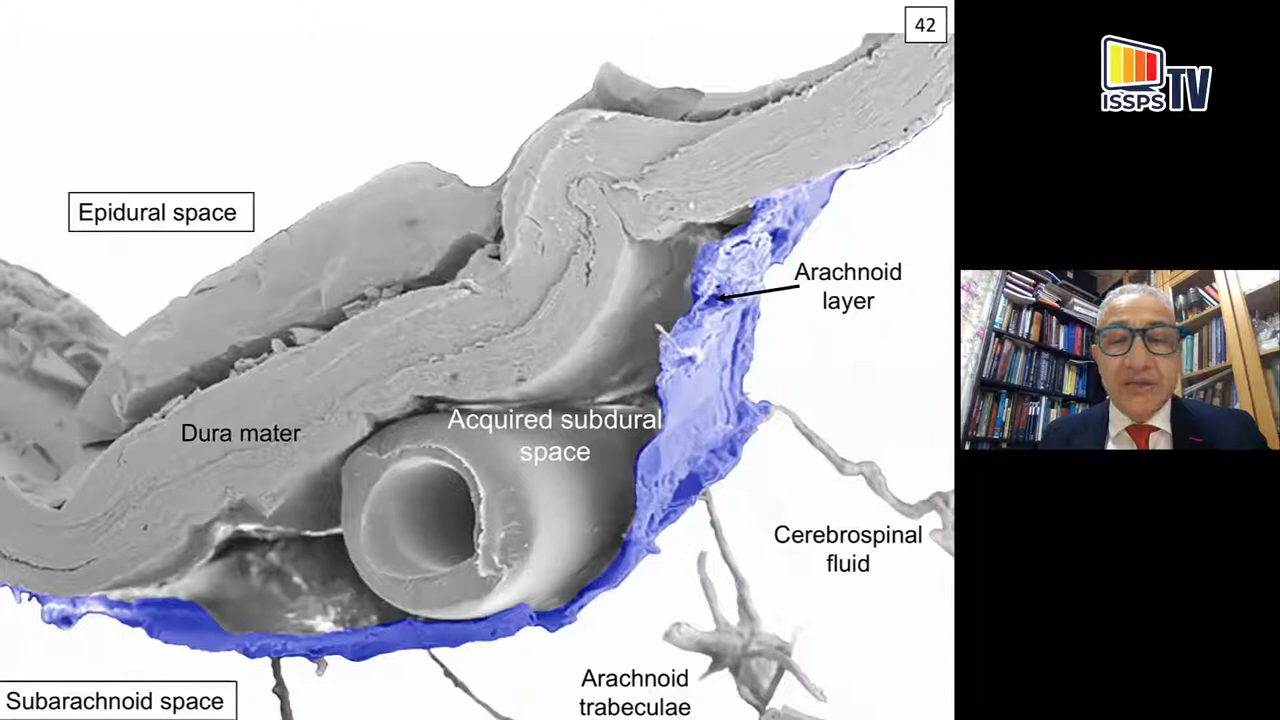 42
ISSPS TV
Epidural space
Arachnoid
layer
Acquired subdural
space
Dura mater
Cerebrospinal
fluid
Arachnoid
trabeculae
Subarachnoid space